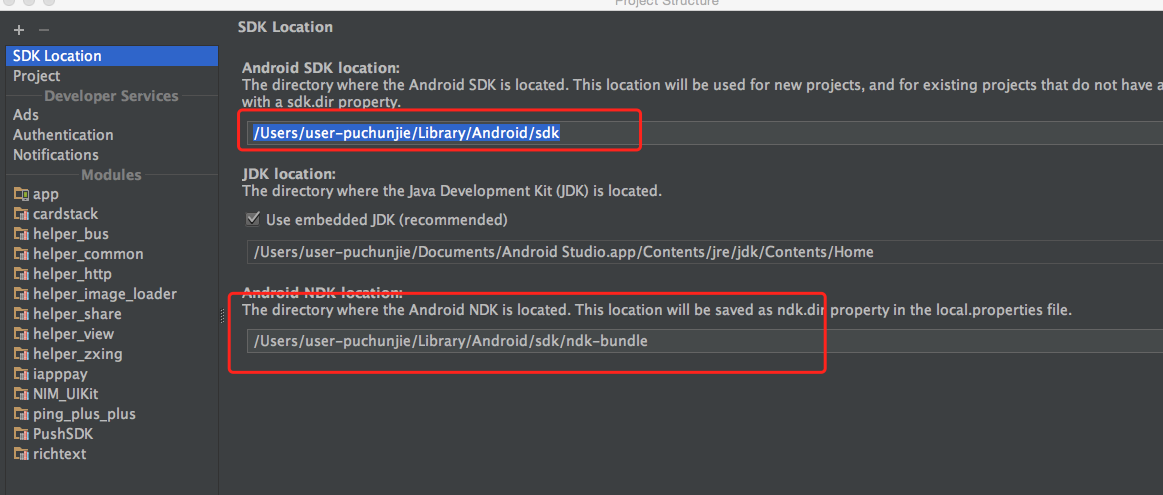 Project Structure
SDK Location
Project
Developer Services
Ads
Authentication
Notifications
Modules
app
cardstack
helper_bus
helper_common
helper_http
helper_image_loader
helper_share
helper_view
helper_zxing
iapppay
NIM_UIKit
ping_plus_plus
PushSDK
richtext
SDK Location
Android SDK location:
The directory where the Android SDK is located. This location will be used for new projects, and for existing projects that do not have a
with a sdk.dir property.
/Users/user-puchunjie/Library/Android/sdk
JDK location:
The directory where the Java Development Kit (JDK) is located.
Use embedded JDK (recommended)
/Users/user-puchunjie/Documents/Android Studio.app/Contents/jre/jdk/Contents/Home
Android NDK location:
The directory where the Android NDK is located. This location will be saved as ndk.dir property in the local.properties file.
/Users/user-puchunjie/Library/Android/sdk/ndk-bundle